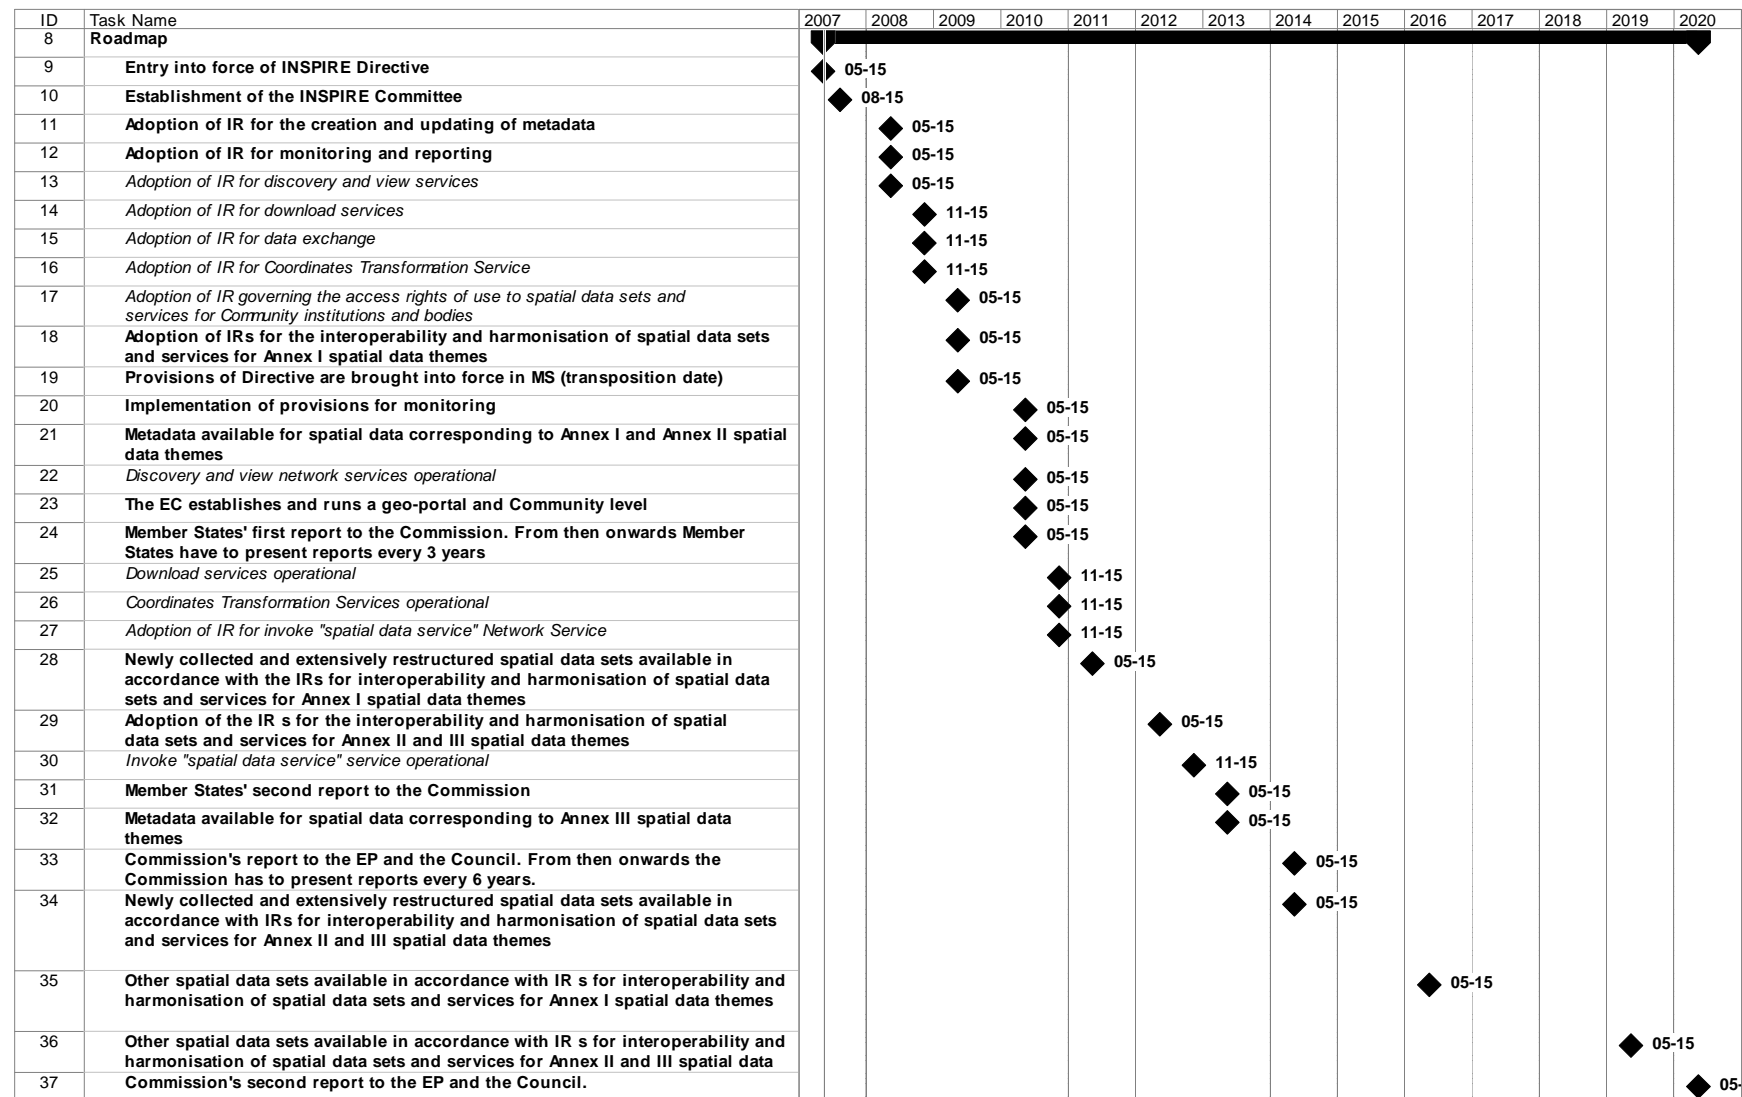 ID Task Name 2007 2008 2009 2010 2011 2012 2013 2014 2015 2016 2017 2018 2019 2020
8 Roadmap
9 Entry into force of INSPIRE Directive 05-15
10 Establishment of the INSPIRE Committee 08-15
11 Adoption of IR for the creation and updating of metadata 05-15
12 Adoption of IR for monitoring and reporting 05-15
13 Adoption of IR for discovery and view services 05-15
14 Adoption of IR for download services 11-15
15 Adoption of IR for data exchange 11-15
16 Adoption of IR for Coordinates Transformation Service 11-15
17 Adoption of IR governing the access rights of use to spatial data sets and 05-15
services for Community institutions and bodies
18 Adoption of IRs for the interoperability and harmonisation of spatial data sets 05-15
and services for Annex I spatial data themes
19 Provisions of Directive are brought into force in MS (transposition date) 05-15
20 Implementation of provisions for monitoring 05-15
21 Metadata available for spatial data corresponding to Annex I and Annex II spatial 05-15
data themes
22 Discovery and view network services operational 05-15
23 The EC establishes and runs a geo-portal and Community level 05-15
24 Member States' first report to the Commission. From then onwards Member 05-15
States have to present reports every 3 years
25 Download services operational 11-15
26 Coordinates Transformation Services operational 11-15
27 Adoption of IR for invoke "spatial data service" Network Service 11-15
28 Newly collected and extensively restructured spatial data sets available in 05-15
accordance with the IRs for interoperability and harmonisation of spatial data
sets and services for Annex I spatial data themes
29 Adoption of the IR s for the interoperability and harmonisation of spatial 05-15
data sets and services for Annex II and III spatial data themes
30 Invoke "spatial data service" service operational 11-15
31 Member States' second report to the Commission 05-15
32 Metadata available for spatial data corresponding to Annex III spatial data 05-15
themes
33 Commission's report to the EP and the Council. From then onwards the 05-15
Commission has to present reports every 6 years.
34 Newly collected and extensively restructured spatial data sets available in 05-15
accordance with IRs for interoperability and harmonisation of spatial data sets
and services for Annex II and III spatial data themes
35 Other spatial data sets available in accordance with IR s for interoperability and 05-15
harmonisation of spatial data sets and services for Annex I spatial data themes
36 Other spatial data sets available in accordance with IR s for interoperability and 05-15
harmonisation of spatial data sets and services for Annex II and III spatial data
37 Commission's second report to the EP and the Council. 05-